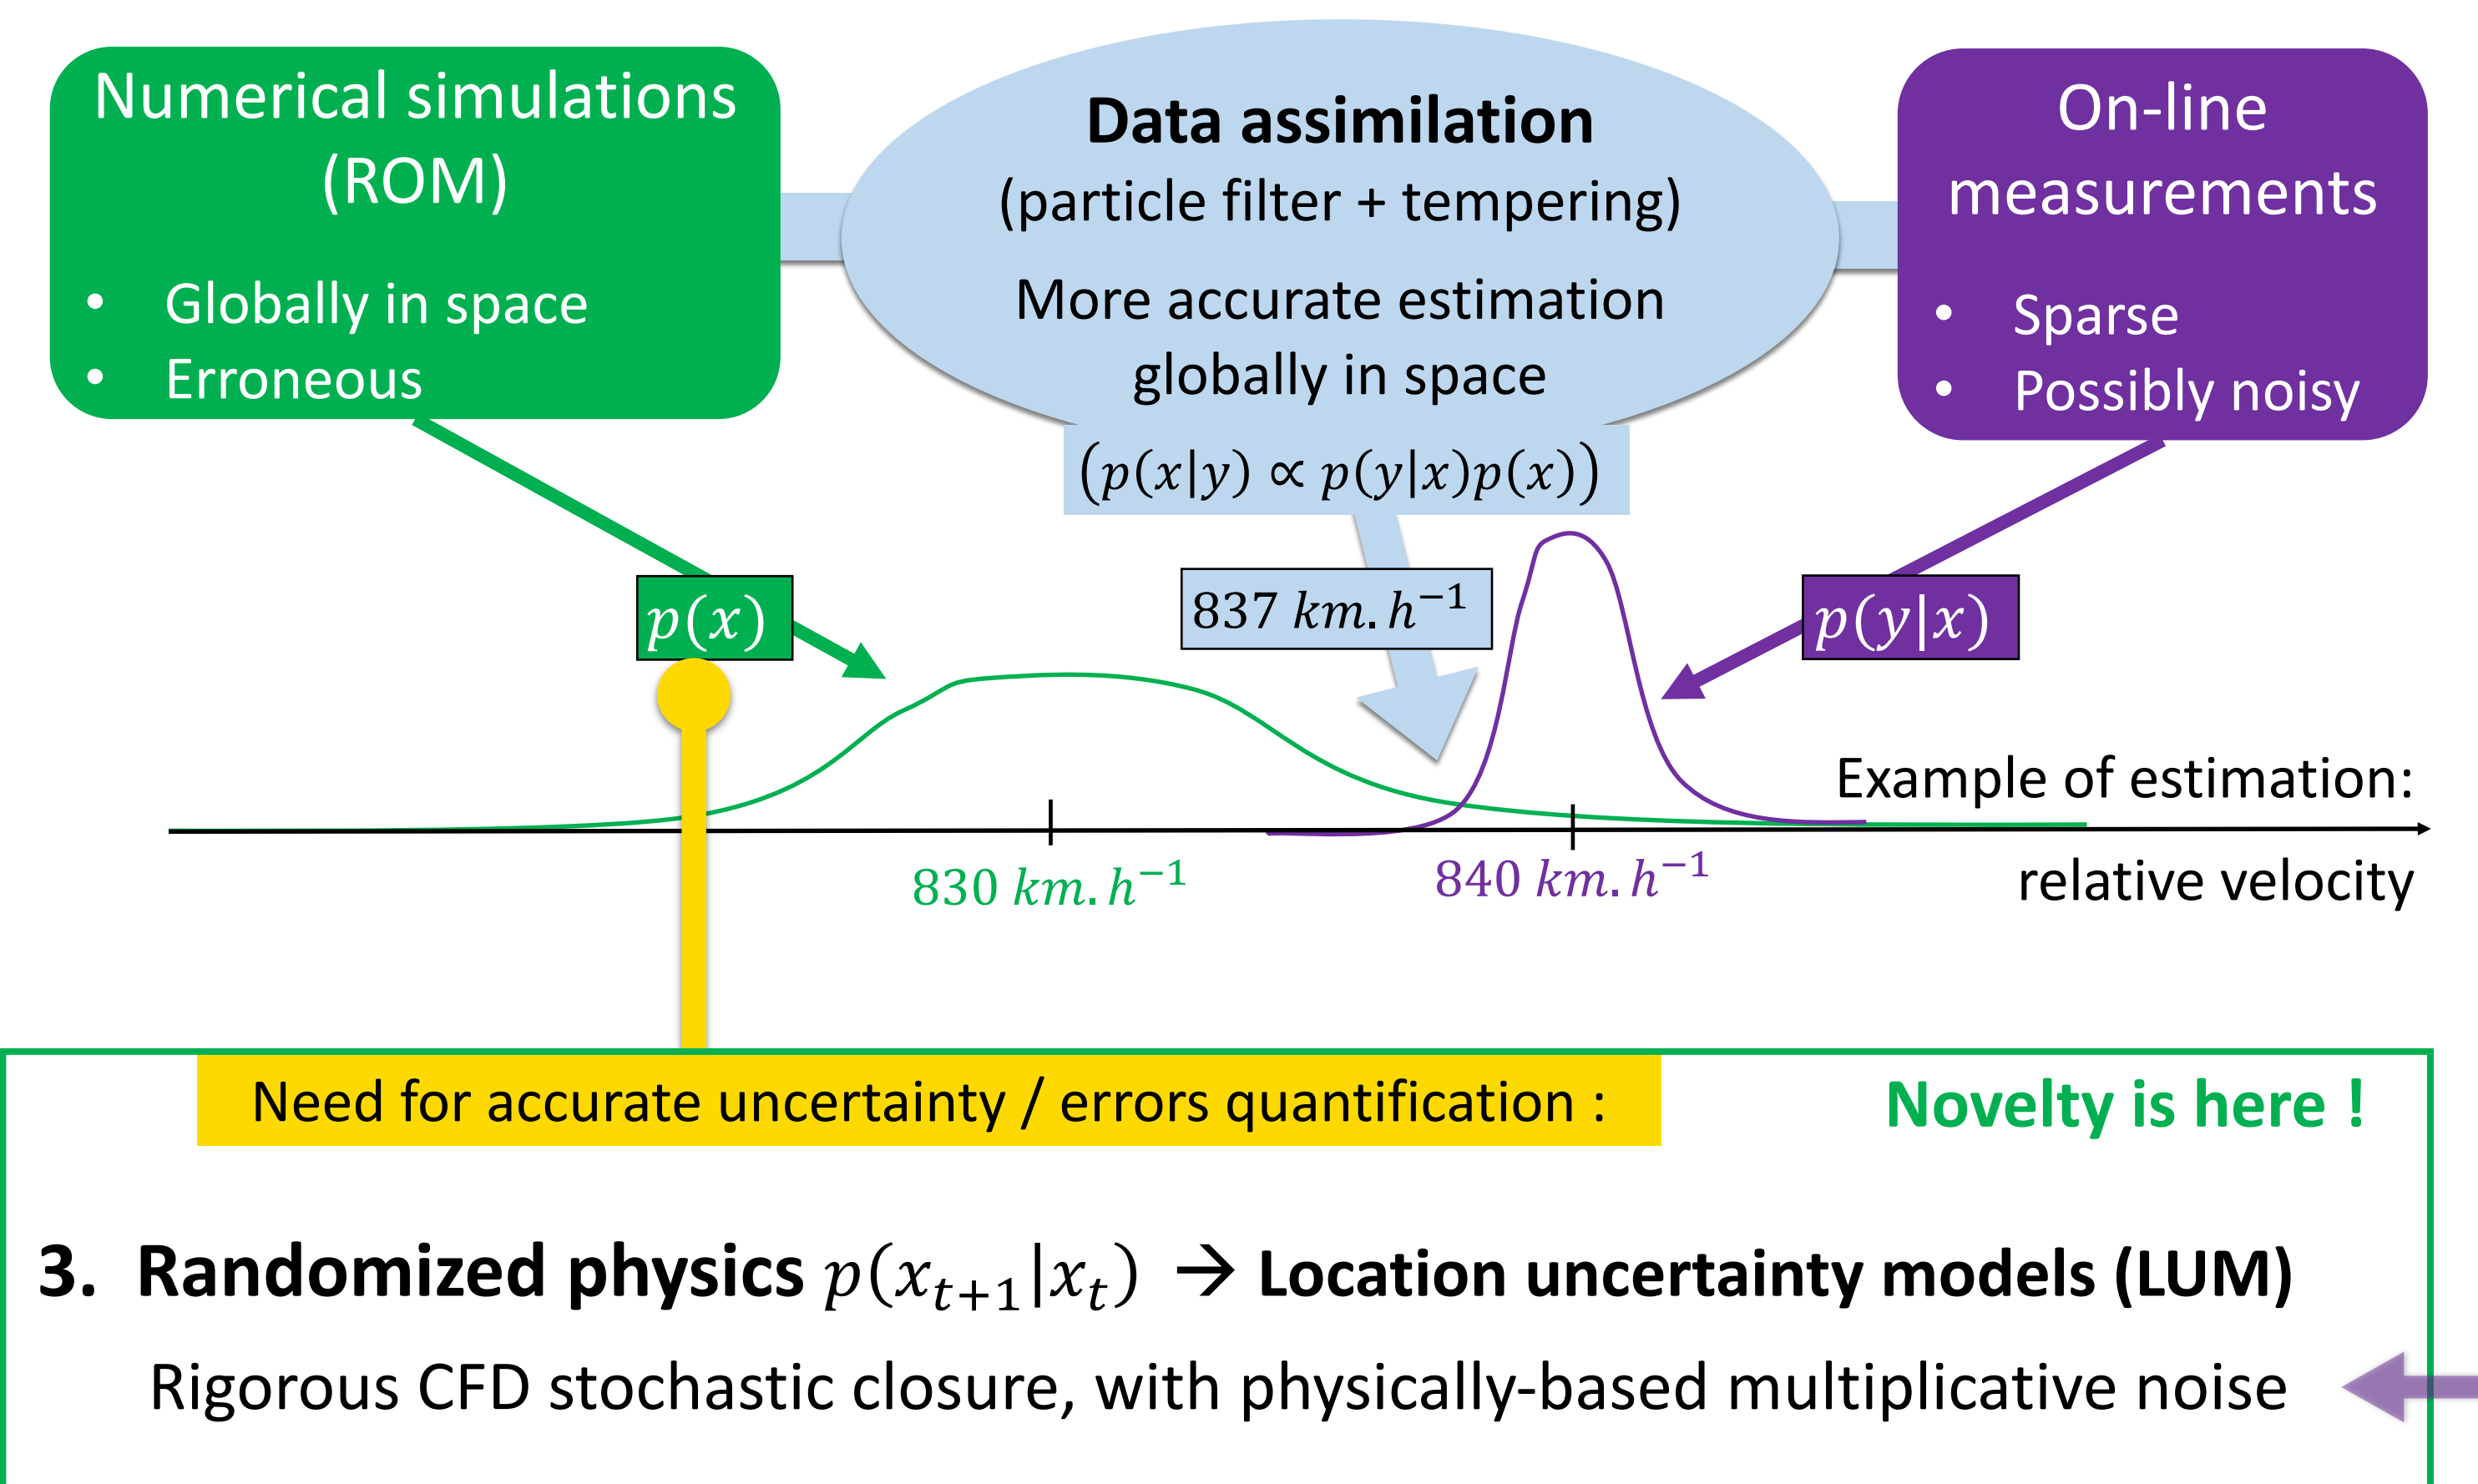 Numerical simulations
(ROM)
• Globally in space
• Erroneous
Data assimilation
(particle filter + tempering)
More accurate estimation
globally in space
(p(x|y) ∝ p(y|x)p(x))
On-line
measurements
• Sparse
• Possibly noisy
p(x)
837 km.h⁻¹
p(y|x)
Example of estimation:
830 km.h⁻¹
840 km.h⁻¹
relative velocity
Need for accurate uncertainty / errors quantification :
Novelty is here !
3. Randomized physics p(x_{t+1}|x_t) → Location uncertainty models (LUM)
Rigorous CFD stochastic closure, with physically-based multiplicative noise